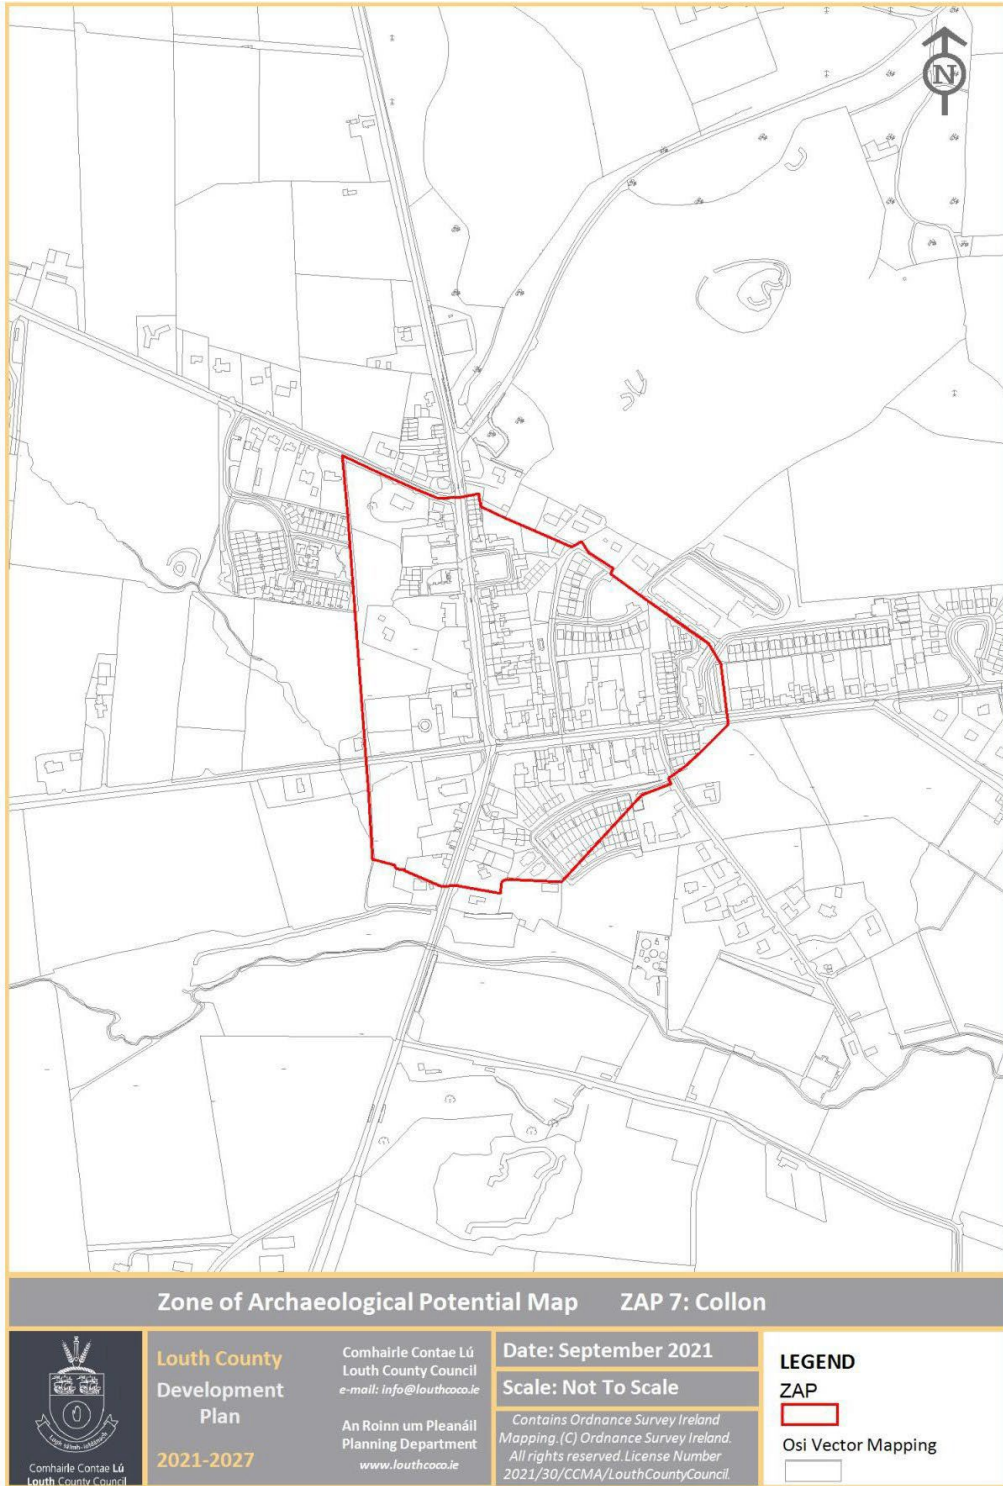 N
Zone of Archaeological Potential Map ZAP 7: Collon
Comhairle Contae Lú
Louth County Council
Louth County
Development
Plan
2021-2027
Comhairle Contae Lú
Louth County Council
e-mail: info@louthcoco.ie
An Roinn um Pleanáil
Planning Department
www.louthcoco.ie
Date: September 2021
Scale: Not To Scale
Contains Ordnance Survey Ireland
Mapping.(C) Ordnance Survey Ireland.
All rights reserved.License Number
2021/30/CCMA/LouthCountyCouncil.
LEGEND
ZAP
Osi Vector Mapping